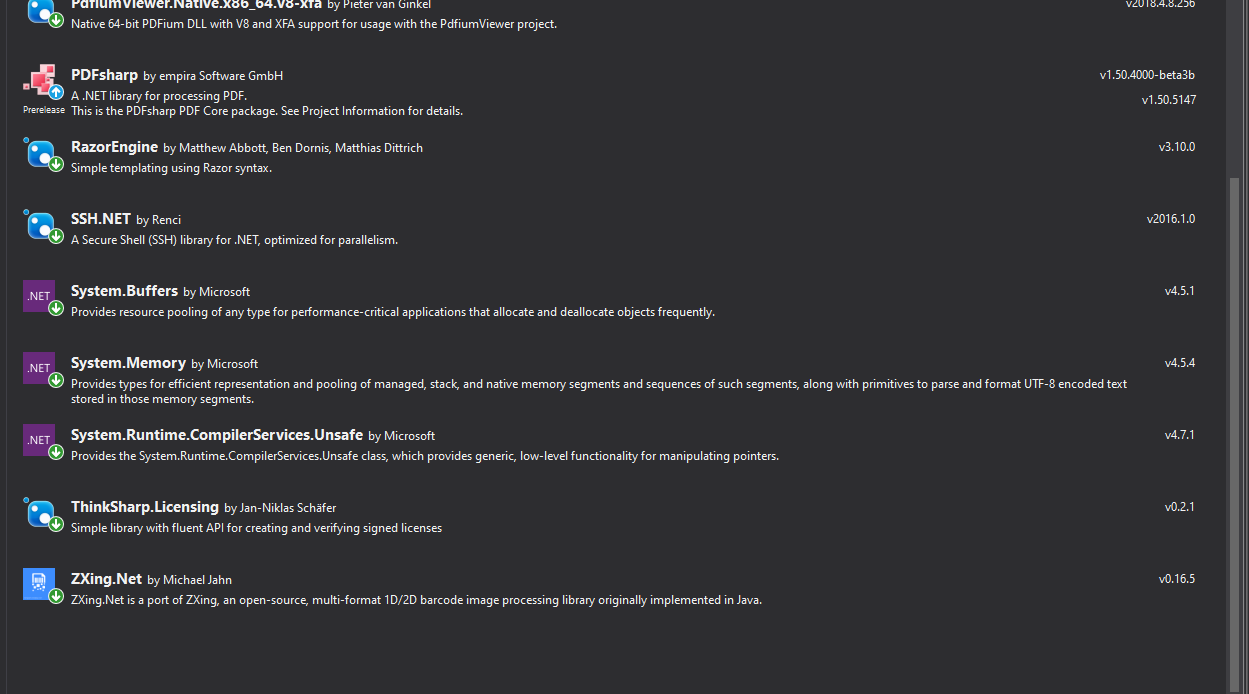 PdfiumViewer.Native.x86_64.v8-xfa by Pieter van Ginkel v2018.4.8.256
Native 64-bit PDFium DLL with V8 and XFA support for usage with the PdfiumViewer project.
PDFsharp by empira Software GmbH v1.50.4000-beta3b
A .NET library for processing PDF. v1.50.5147
Prerelease This is the PDFsharp PDF Core package. See Project Information for details.
RazorEngine by Matthew Abbott, Ben Dornis, Matthias Dittrich v3.10.0
Simple templating using Razor syntax.
SSH.NET by Renci v2016.1.0
A Secure Shell (SSH) library for .NET, optimized for parallelism.
.NET System.Buffers by Microsoft v4.5.1
Provides resource pooling of any type for performance-critical applications that allocate and deallocate objects frequently.
.NET System.Memory by Microsoft v4.5.4
Provides types for efficient representation and pooling of managed, stack, and native memory segments and sequences of such segments, along with primitives to parse and format UTF-8 encoded text
stored in those memory segments.
.NET System.Runtime.CompilerServices.Unsafe by Microsoft v4.7.1
Provides the System.Runtime.CompilerServices.Unsafe class, which provides generic, low-level functionality for manipulating pointers.
ThinkSharp.Licensing by Jan-Niklas Schäfer v0.2.1
Simple library with fluent API for creating and verifying signed licenses
ZXing.Net by Michael Jahn v0.16.5
ZXing.Net is a port of ZXing, an open-source, multi-format 1D/2D barcode image processing library originally implemented in Java.